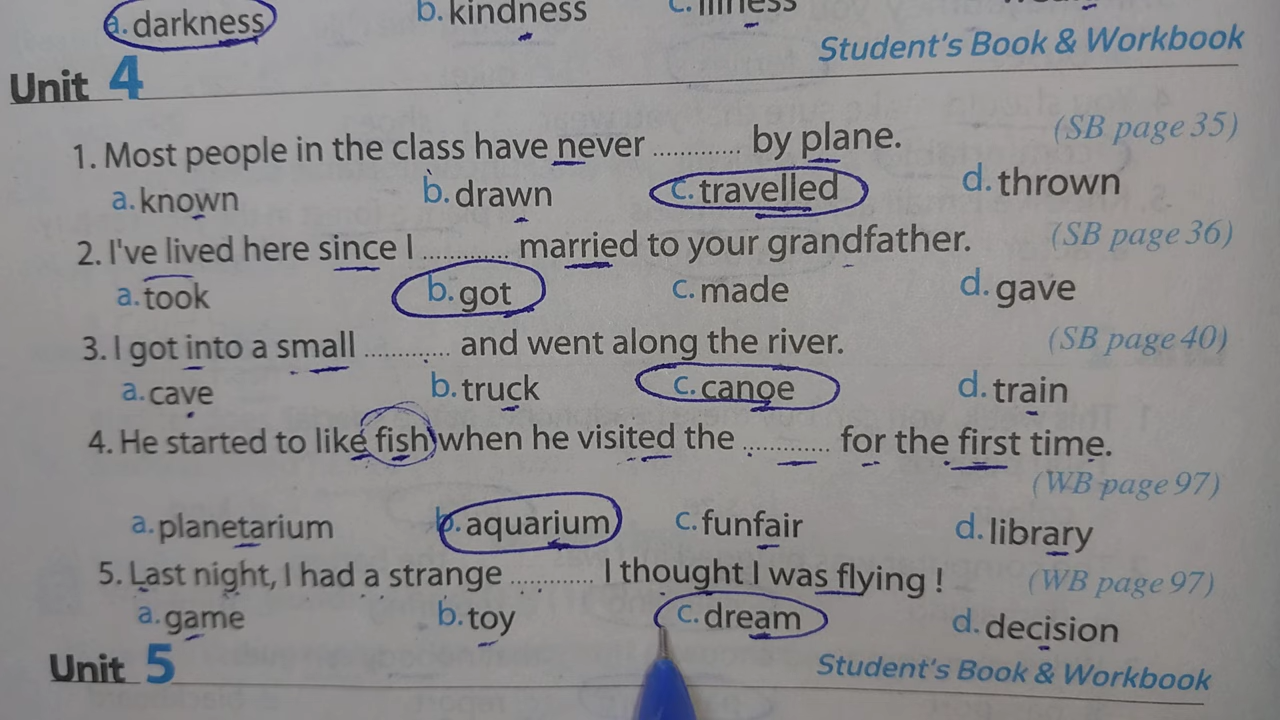 a. darkness b. kindness c. illness
Student's Book & Workbook
Unit 4
1. Most people in the class have never ............ by plane. (SB page 35)
a. known b. drawn c. travelled d. thrown
2. I've lived here since I ............ married to your grandfather. (SB page 36)
a. took b. got c. made d. gave
3. I got into a small ............ and went along the river. (SB page 40)
a. cave b. truck c. canoe d. train
4. He started to like fish when he visited the ............ for the first time.
(WB page 97)
a. planetarium b. aquarium c. funfair d. library
5. Last night, I had a strange ............ I thought I was flying ! (WB page 97)
a. game b. toy c. dream d. decision
Unit 5 Student's Book & Workbook